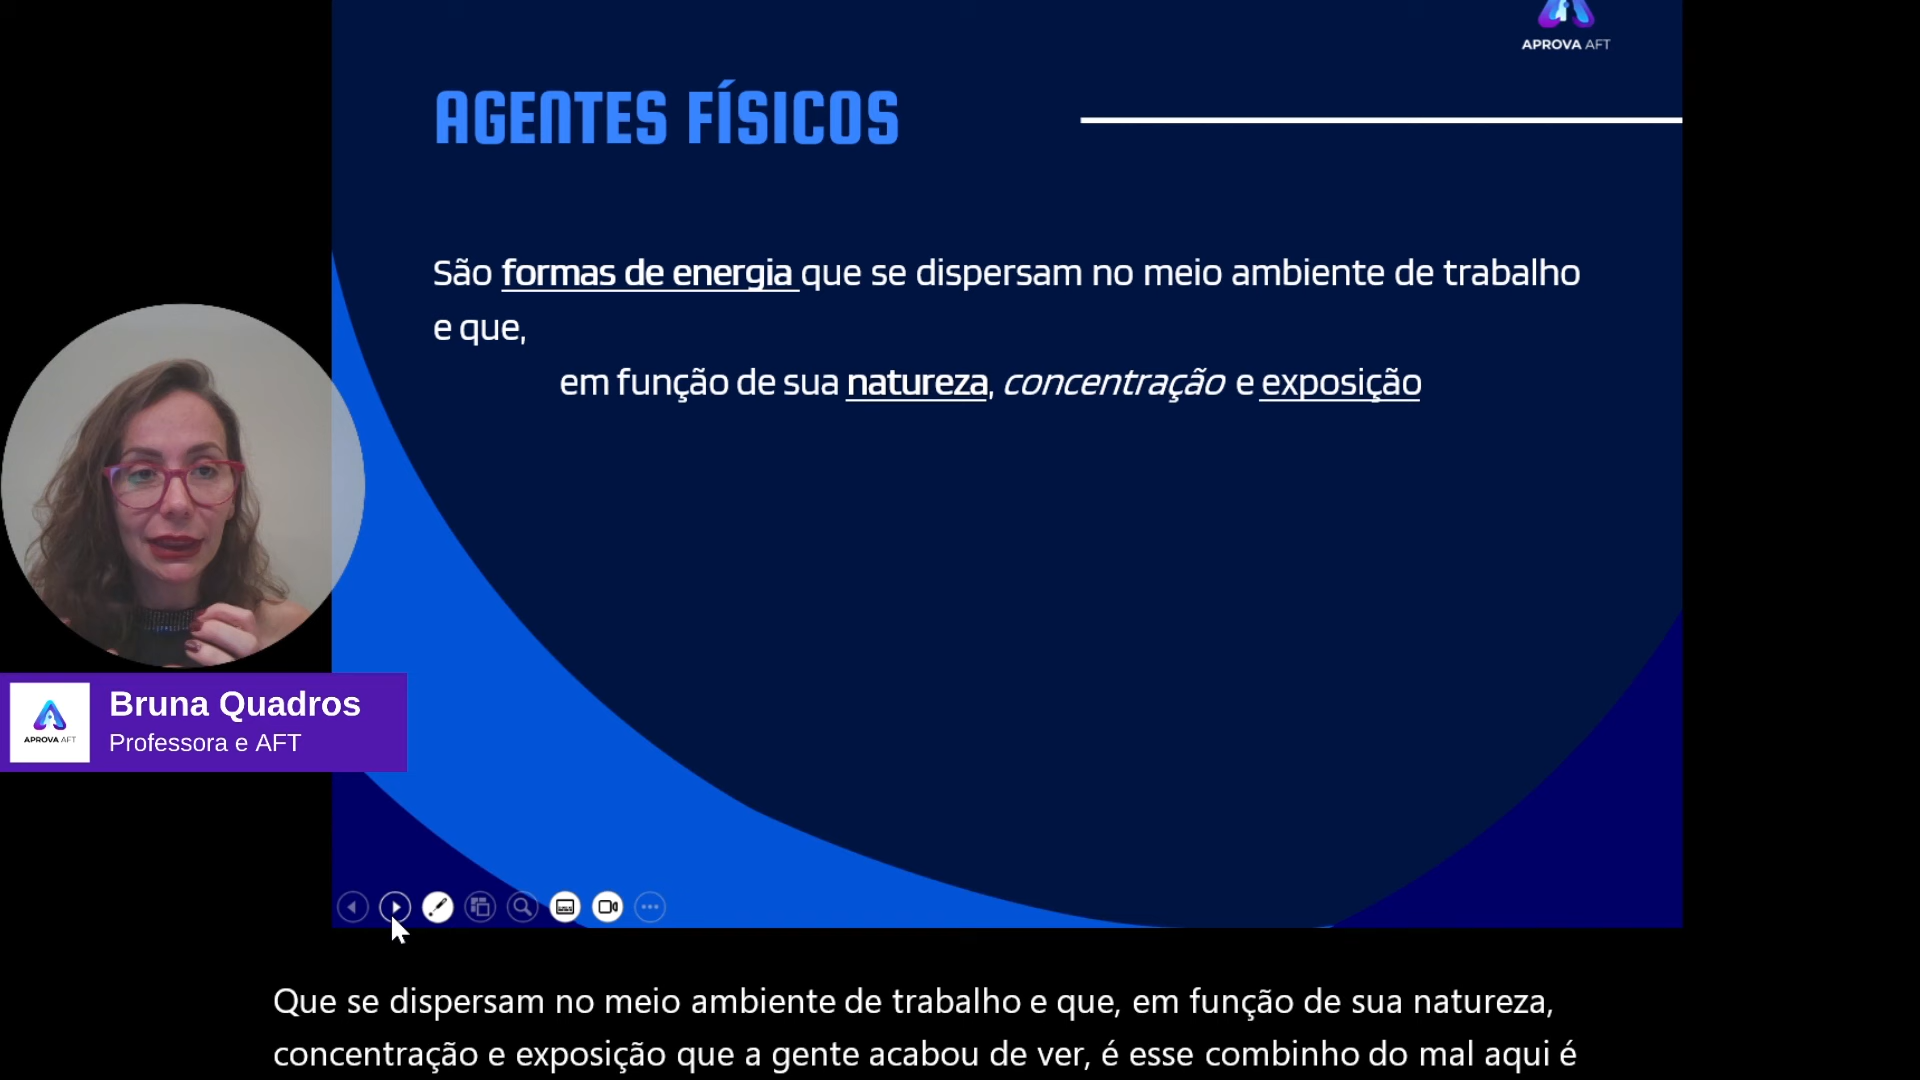 APROVA AFT
AGENTES FÍSICOS
São formas de energia que se dispersam no meio ambiente de trabalho
e que,
em função de sua natureza, concentração e exposição
Bruna Quadros
Professora e AFT
APROVA AFT
Que se dispersam no meio ambiente de trabalho e que, em função de sua natureza,
concentração e exposição que a gente acabou de ver, é esse combinho do mal aqui é